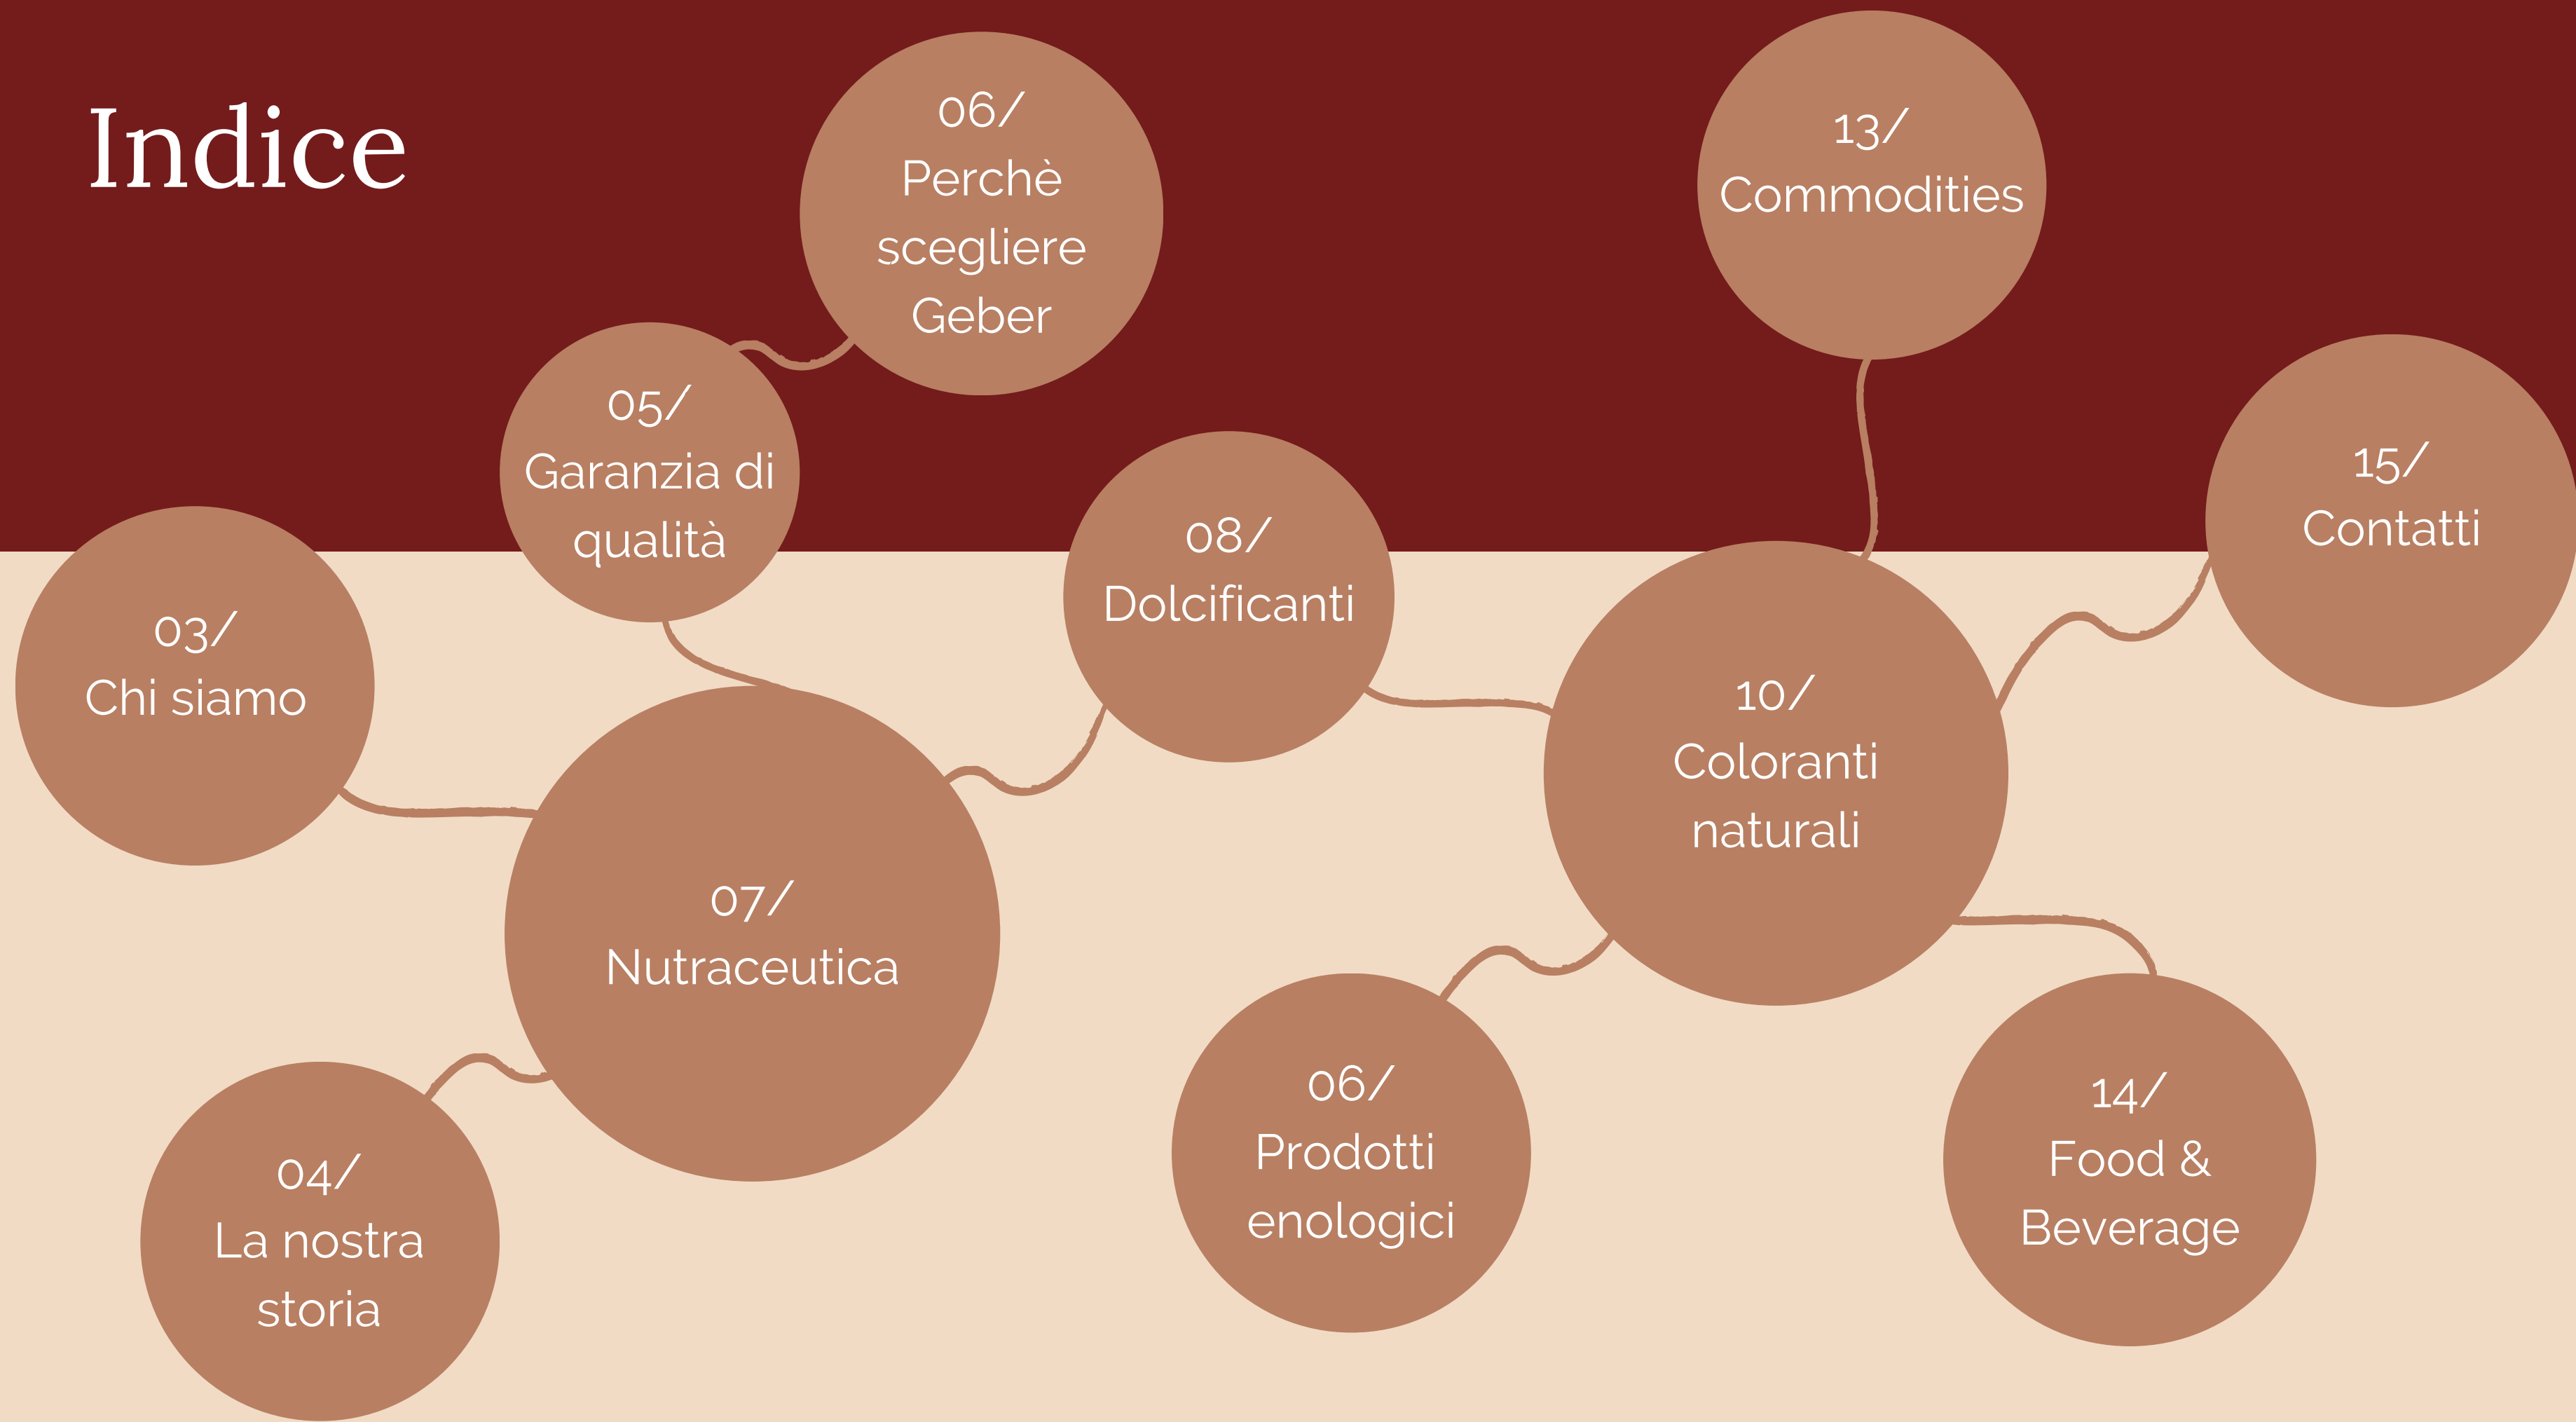 Indice
03/
Chi siamo
04/
La nostra
storia
05/
Garanzia di
qualità
06/
Perchè
scegliere
Geber
07/
Nutraceutica
08/
Dolcificanti
10/
Coloranti
naturali
06/
Prodotti
enologici
13/
Commodities
14/
Food &
Beverage
15/
Contatti